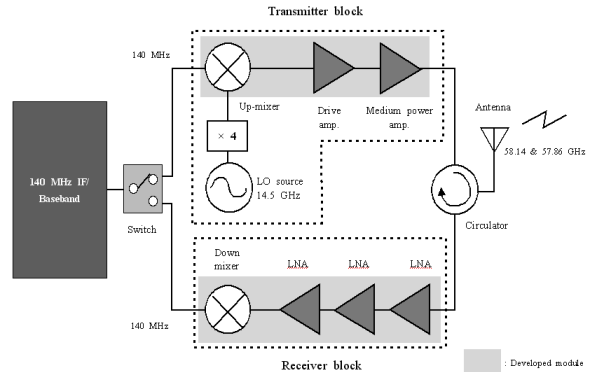 Transmitter block
140 MHz
Up-mixer
Drive
amp.
Medium power
amp.
× 4
LO source
14.5 GHz
Antenna
58.14 & 57.86 GHz
140 MHz IF/
Baseband
Switch
Circulator
Down
mixer
LNA
LNA
LNA
140 MHz
Receiver block
: Developed module